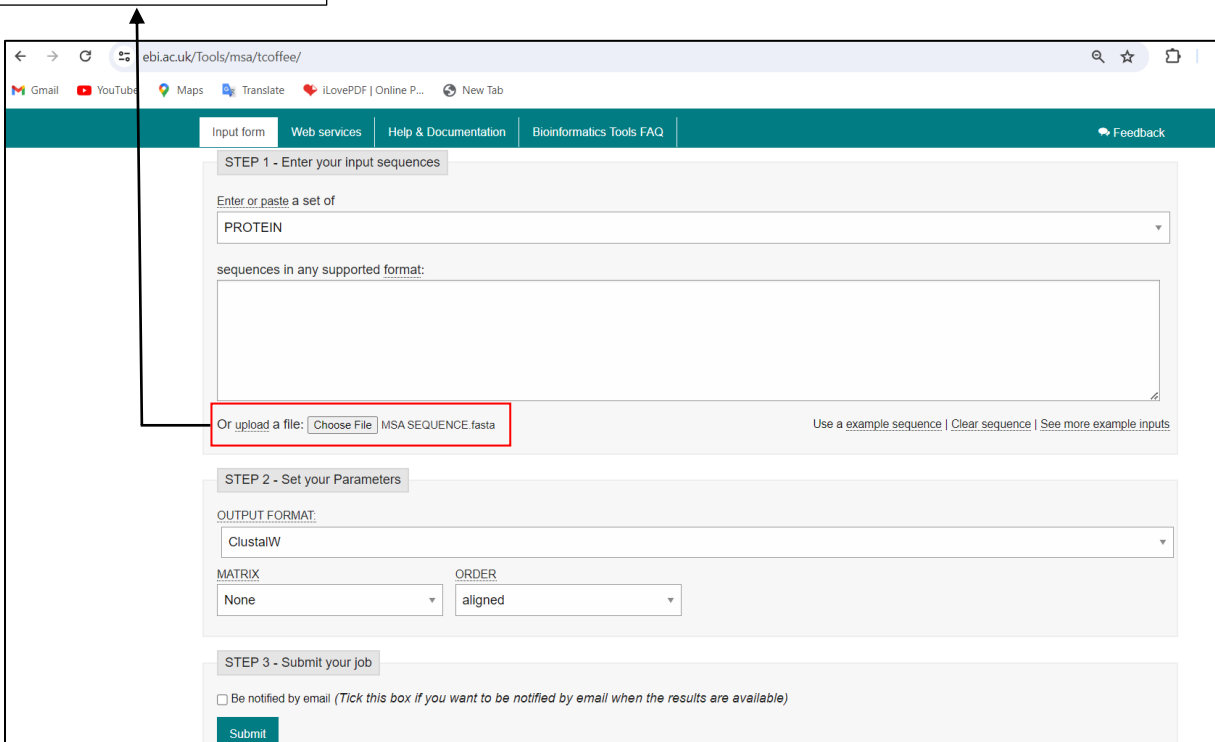 ebi.ac.uk/Tools/msa/tcoffee/
Gmail YouTube Maps Translate iLovePDF | Online P... New Tab
Input form Web services Help & Documentation Bioinformatics Tools FAQ Feedback
STEP 1 - Enter your input sequences
Enter or paste a set of
PROTEIN
sequences in any supported format:
Or upload a file: Choose File MSA SEQUENCE.fasta Use a example sequence | Clear sequence | See more example inputs
STEP 2 - Set your Parameters
OUTPUT FORMAT:
ClustalW
MATRIX ORDER
None aligned
STEP 3 - Submit your job
Be notified by email (Tick this box if you want to be notified by email when the results are available)
Submit